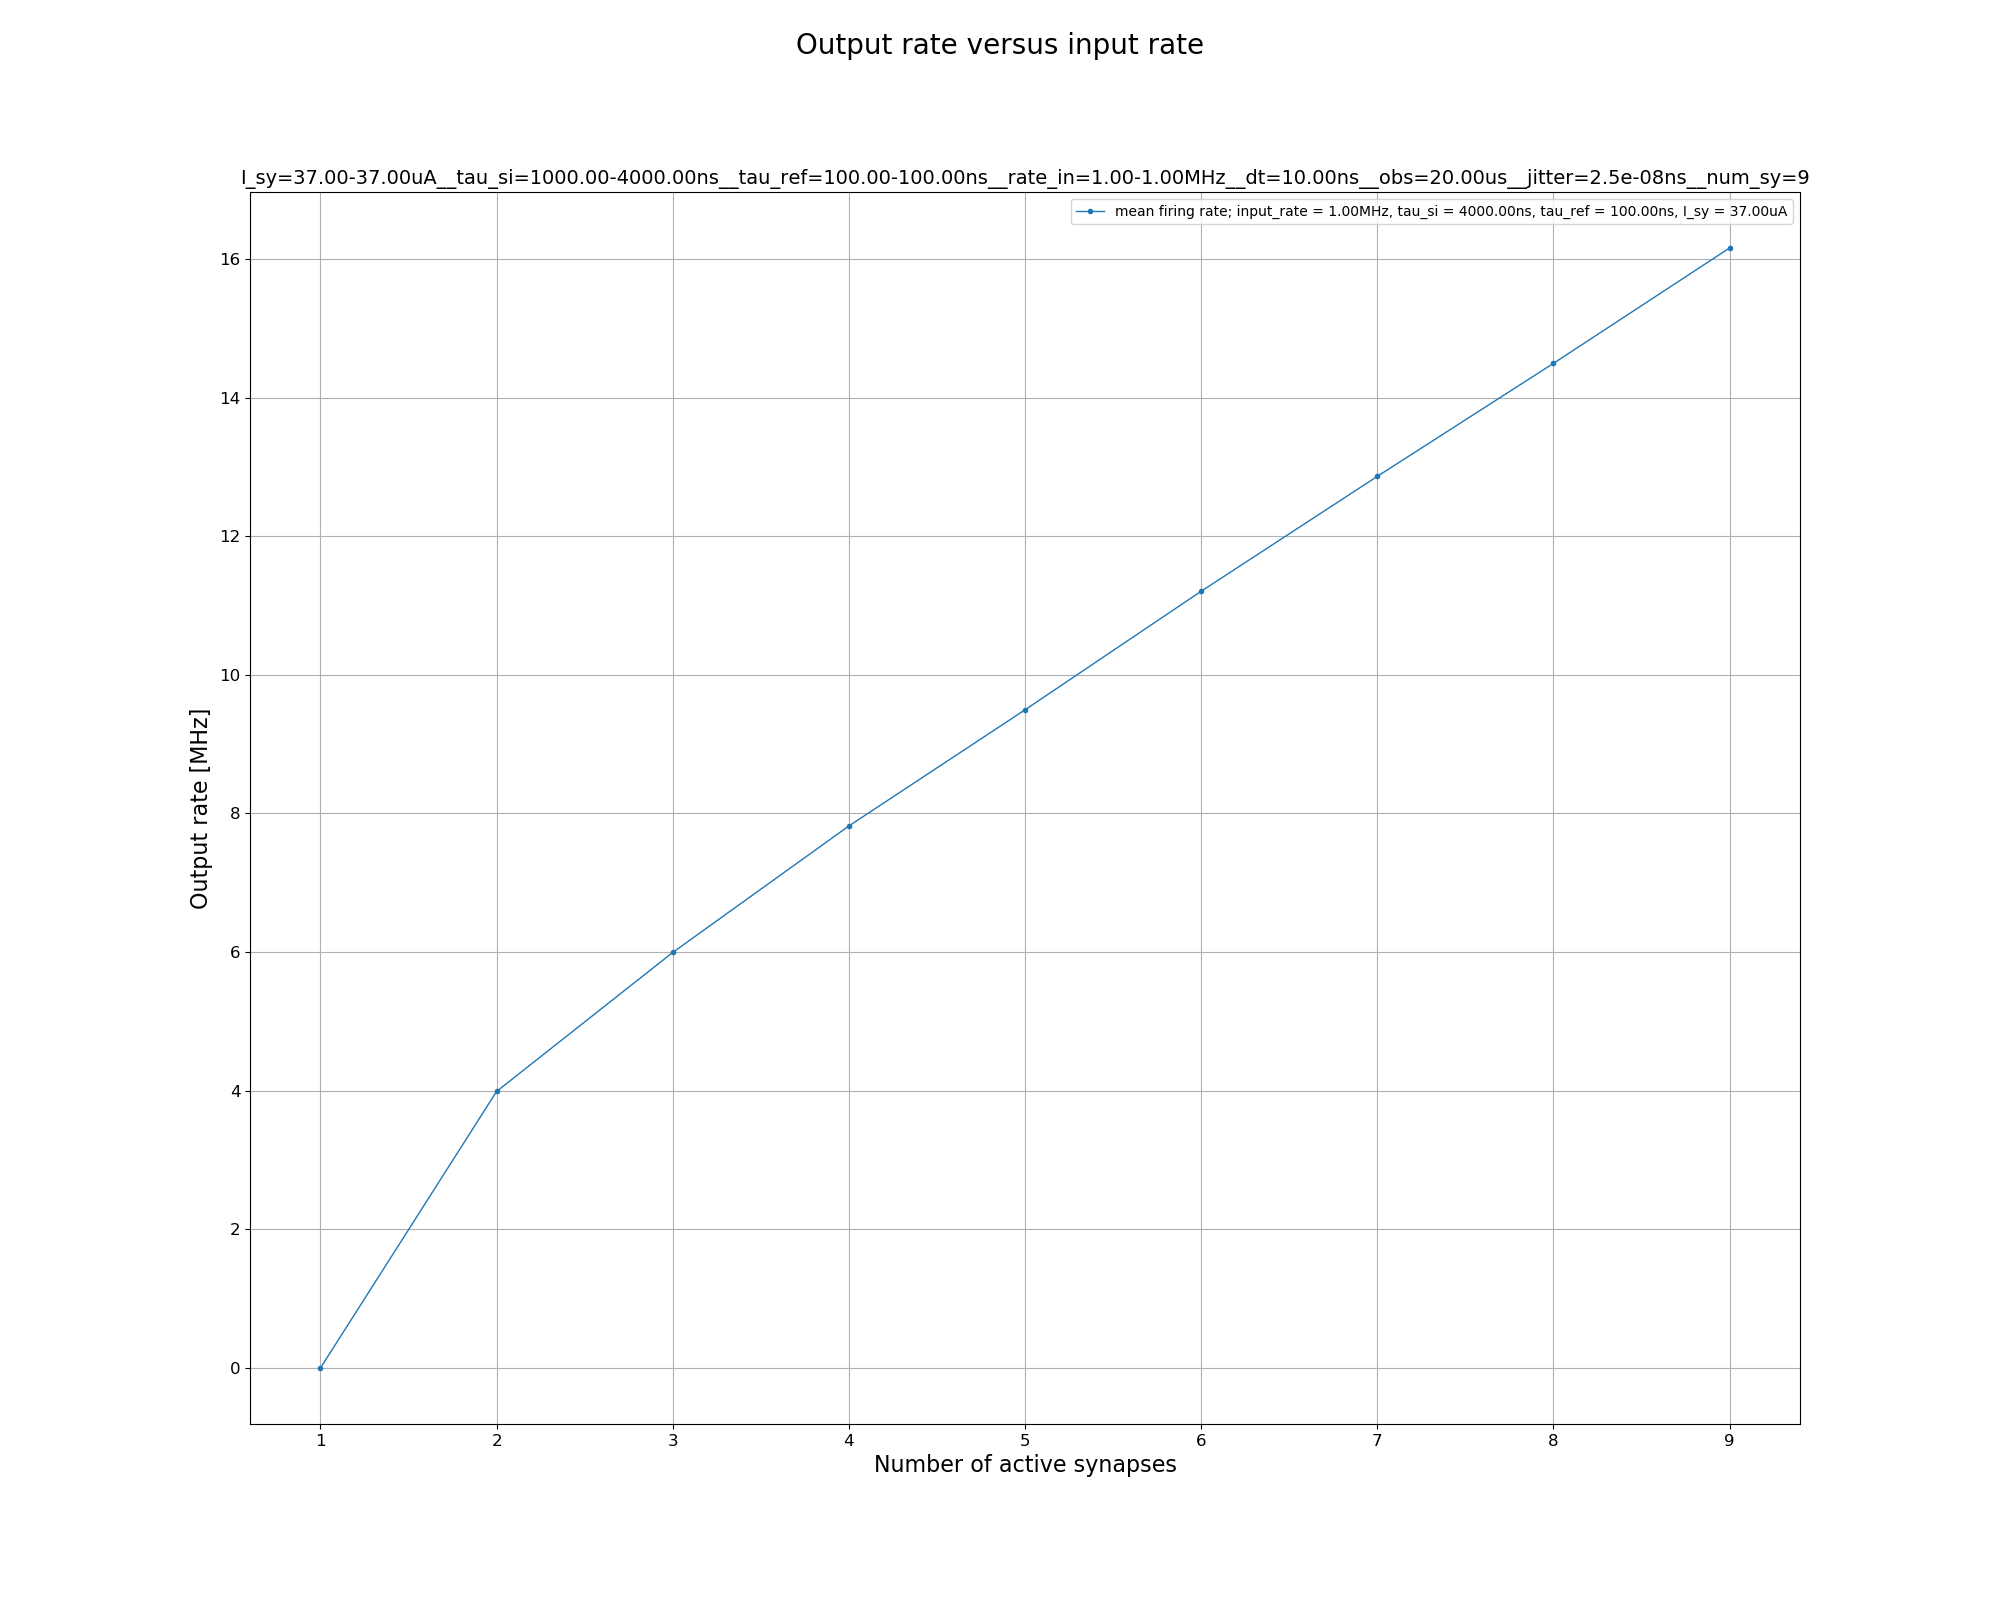 Output rate versus input rate
I_sy=37.00-37.00uA__tau_si=1000.00-4000.00ns__tau_ref=100.00-100.00ns__rate_in=1.00-1.00MHz__dt=10.00ns__obs=20.00us__jitter=2.5e-08ns__num_sy=9
mean firing rate; input_rate = 1.00MHz, tau_si = 4000.00ns, tau_ref = 100.00ns, I_sy = 37.00uA
16
14
12
10
8
6
4
2
0
Output rate [MHz]
1 2 3 4 5 6 7 8 9
Number of active synapses